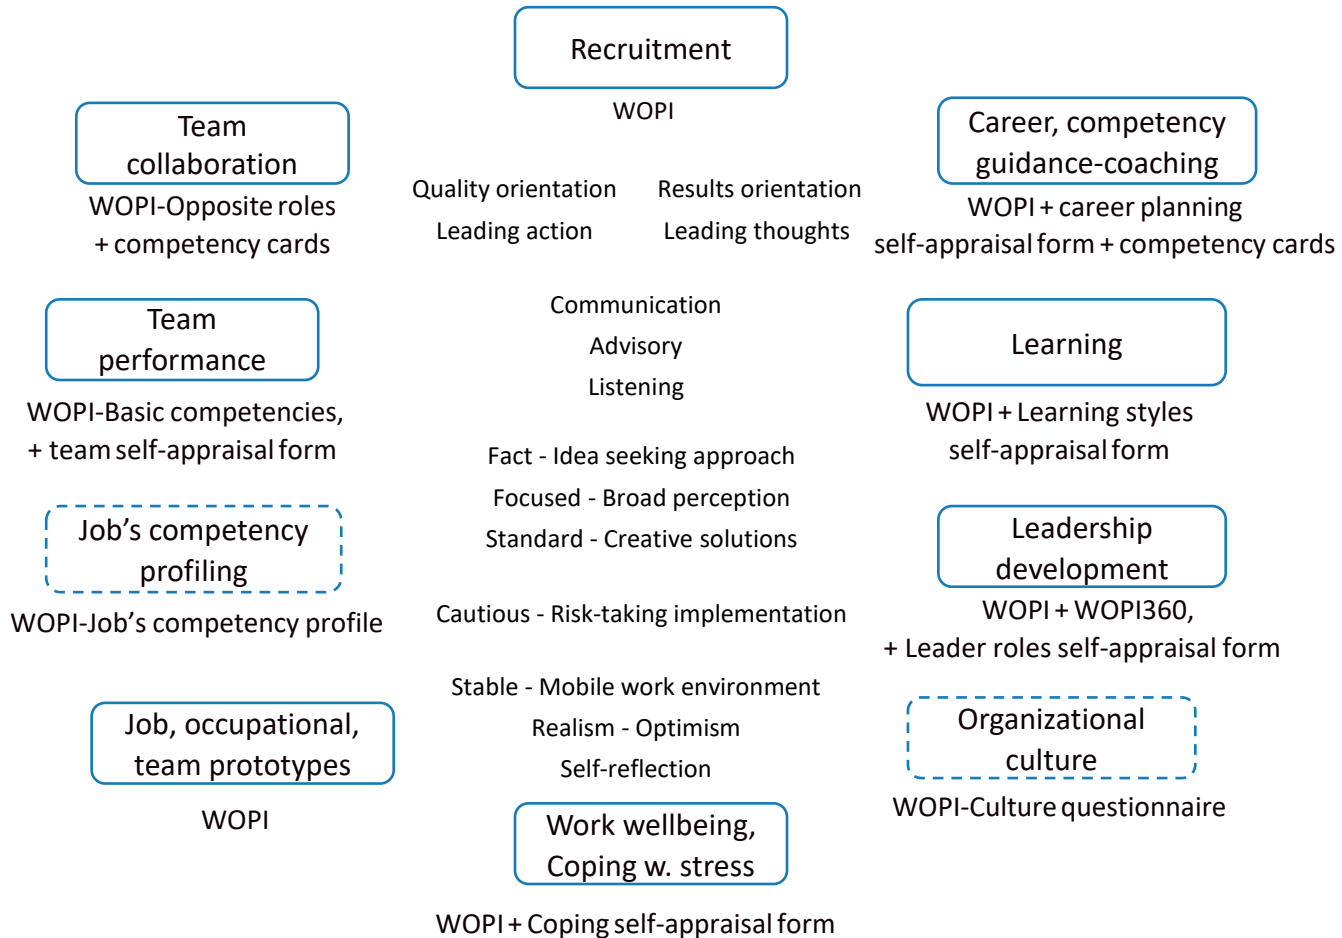 Recruitment
WOPI
Team
collaboration
WOPI-Opposite roles
+ competency cards
Team
performance
WOPI-Basic competencies,
+ team self-appraisal form
Job’s competency
profiling
WOPI-Job’s competency profile
Job, occupational,
team prototypes
WOPI
Quality orientation
Results orientation
Leading action
Leading thoughts
Communication
Advisory
Listening
Fact - Idea seeking approach
Focused - Broad perception
Standard - Creative solutions
Cautious - Risk-taking implementation
Stable - Mobile work environment
Realism - Optimism
Self-reflection
Work wellbeing,
Coping w. stress
WOPI + Coping self-appraisal form
Career, competency
guidance-coaching
WOPI + career planning
self-appraisal form + competency cards
Learning
WOPI + Learning styles
self-appraisal form
Leadership
development
WOPI + WOPI360,
+ Leader roles self-appraisal form
Organizational
culture
WOPI-Culture questionnaire